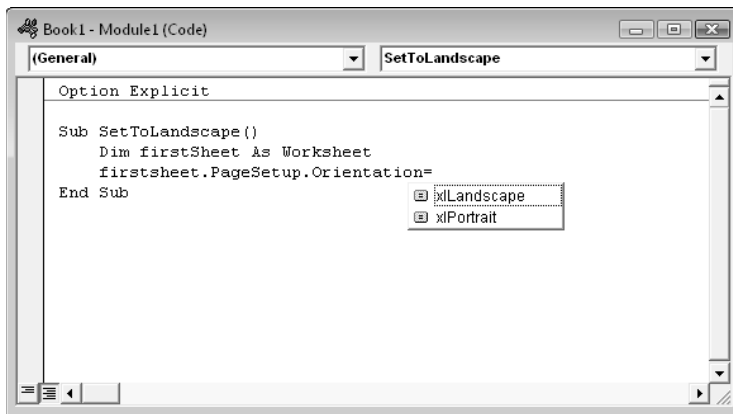 Book1 - Module1 (Code)
(General) SetToLandscape
Option Explicit
Sub SetToLandscape()
Dim firstSheet As Worksheet
firstsheet.PageSetup.Orientation=
End Sub
xlLandscape
xlPortrait